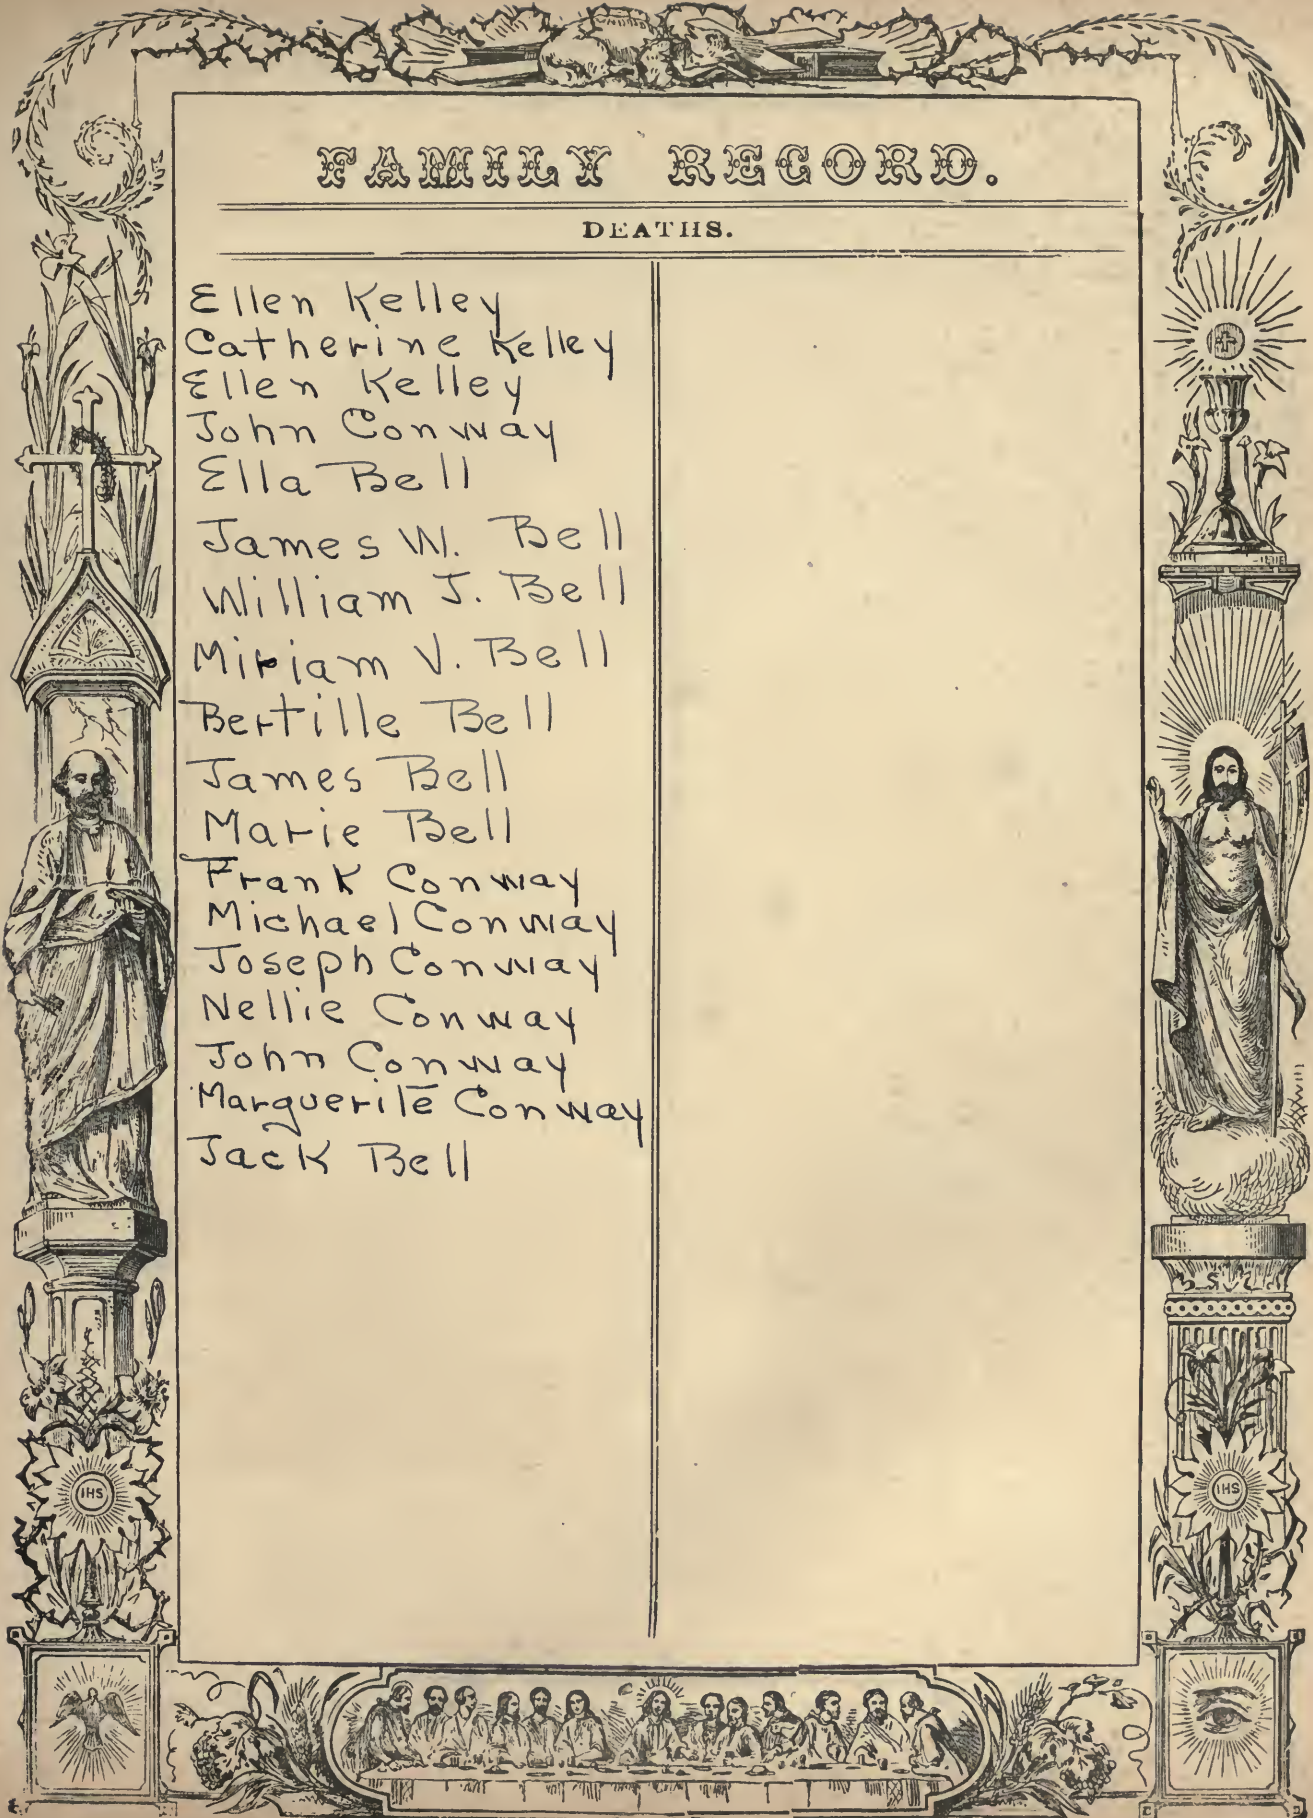 FAMILY RECORD.
DEATHS.
Ellen Kelley
Catherine Kelley
Ellen Kelley
John Conway
Ella Bell
James W. Bell
William J. Bell
Miriam V. Bell
Bertille Bell
James Bell
Marie Bell
Frank Conway
Michael Conway
Joseph Conway
Nellie Conway
John Conway
Marguerite Conway
Jack Bell
IHS
IHS